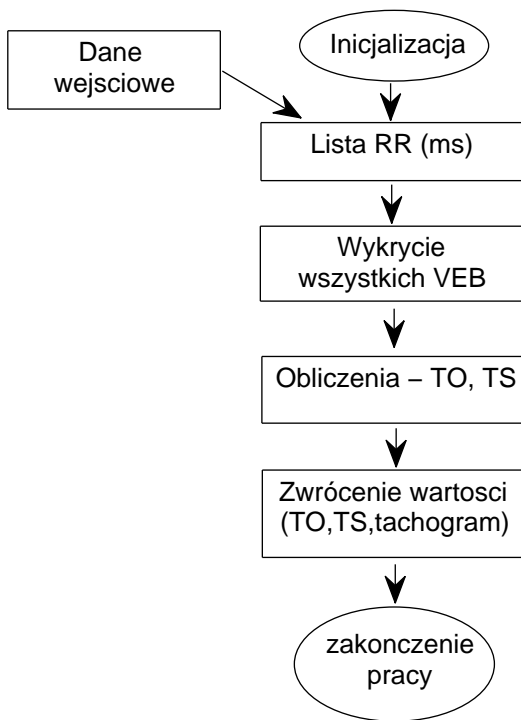 Dane
wejsciowe
Inicjalizacja
Lista RR (ms)
Wykrycie
wszystkich VEB
Obliczenia – TO, TS
Zwrócenie wartosci
(TO,TS,tachogram)
zakonczenie
pracy